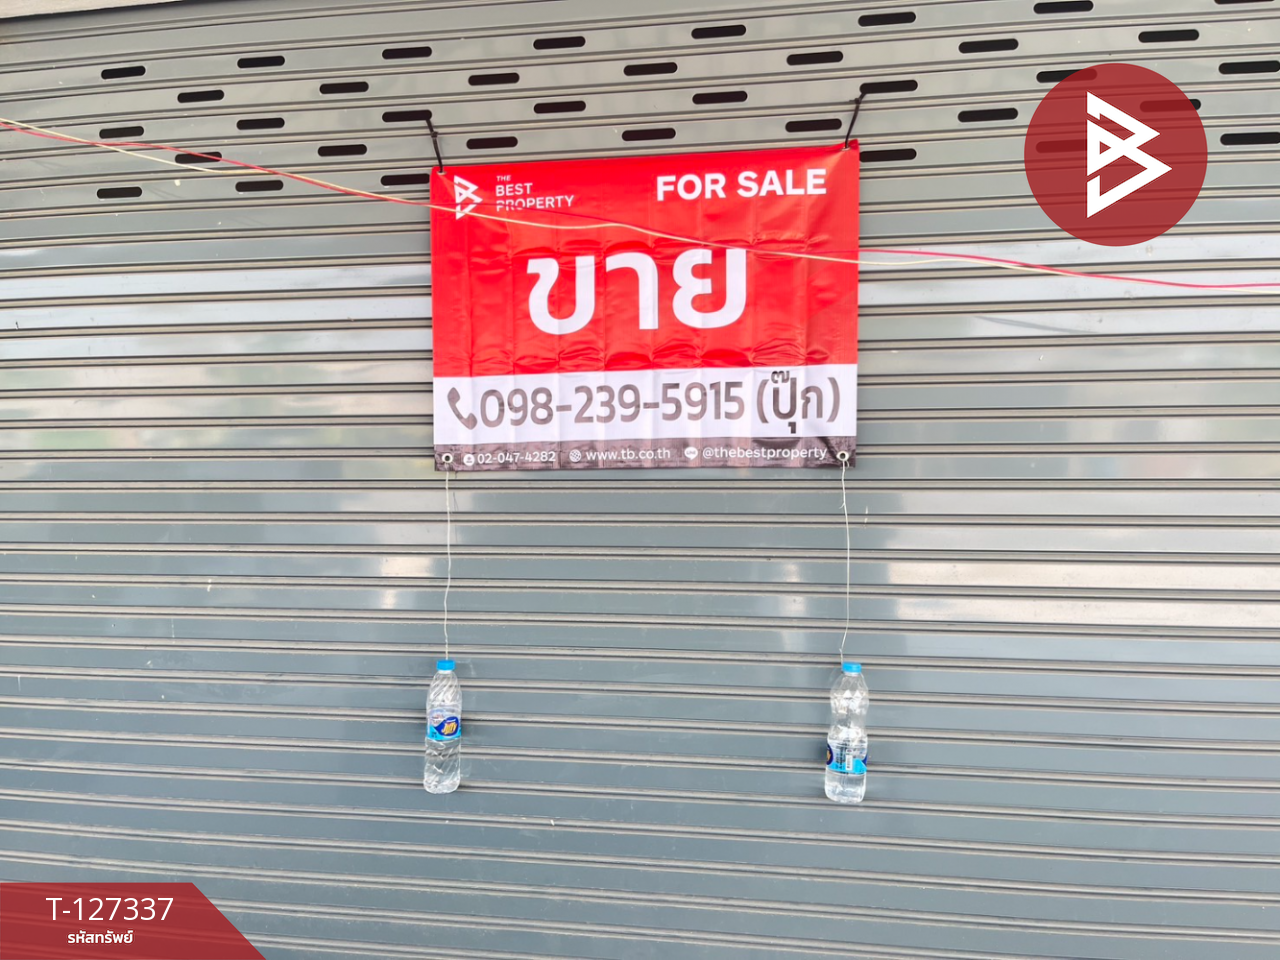 THE
BEST
PROPERTY
FOR SALE
ขาย
098-239-5915 (ปุ๊ก)
02-047-4282 www.tb.co.th @thebestproperty
T-127337
รหัสทรัพย์